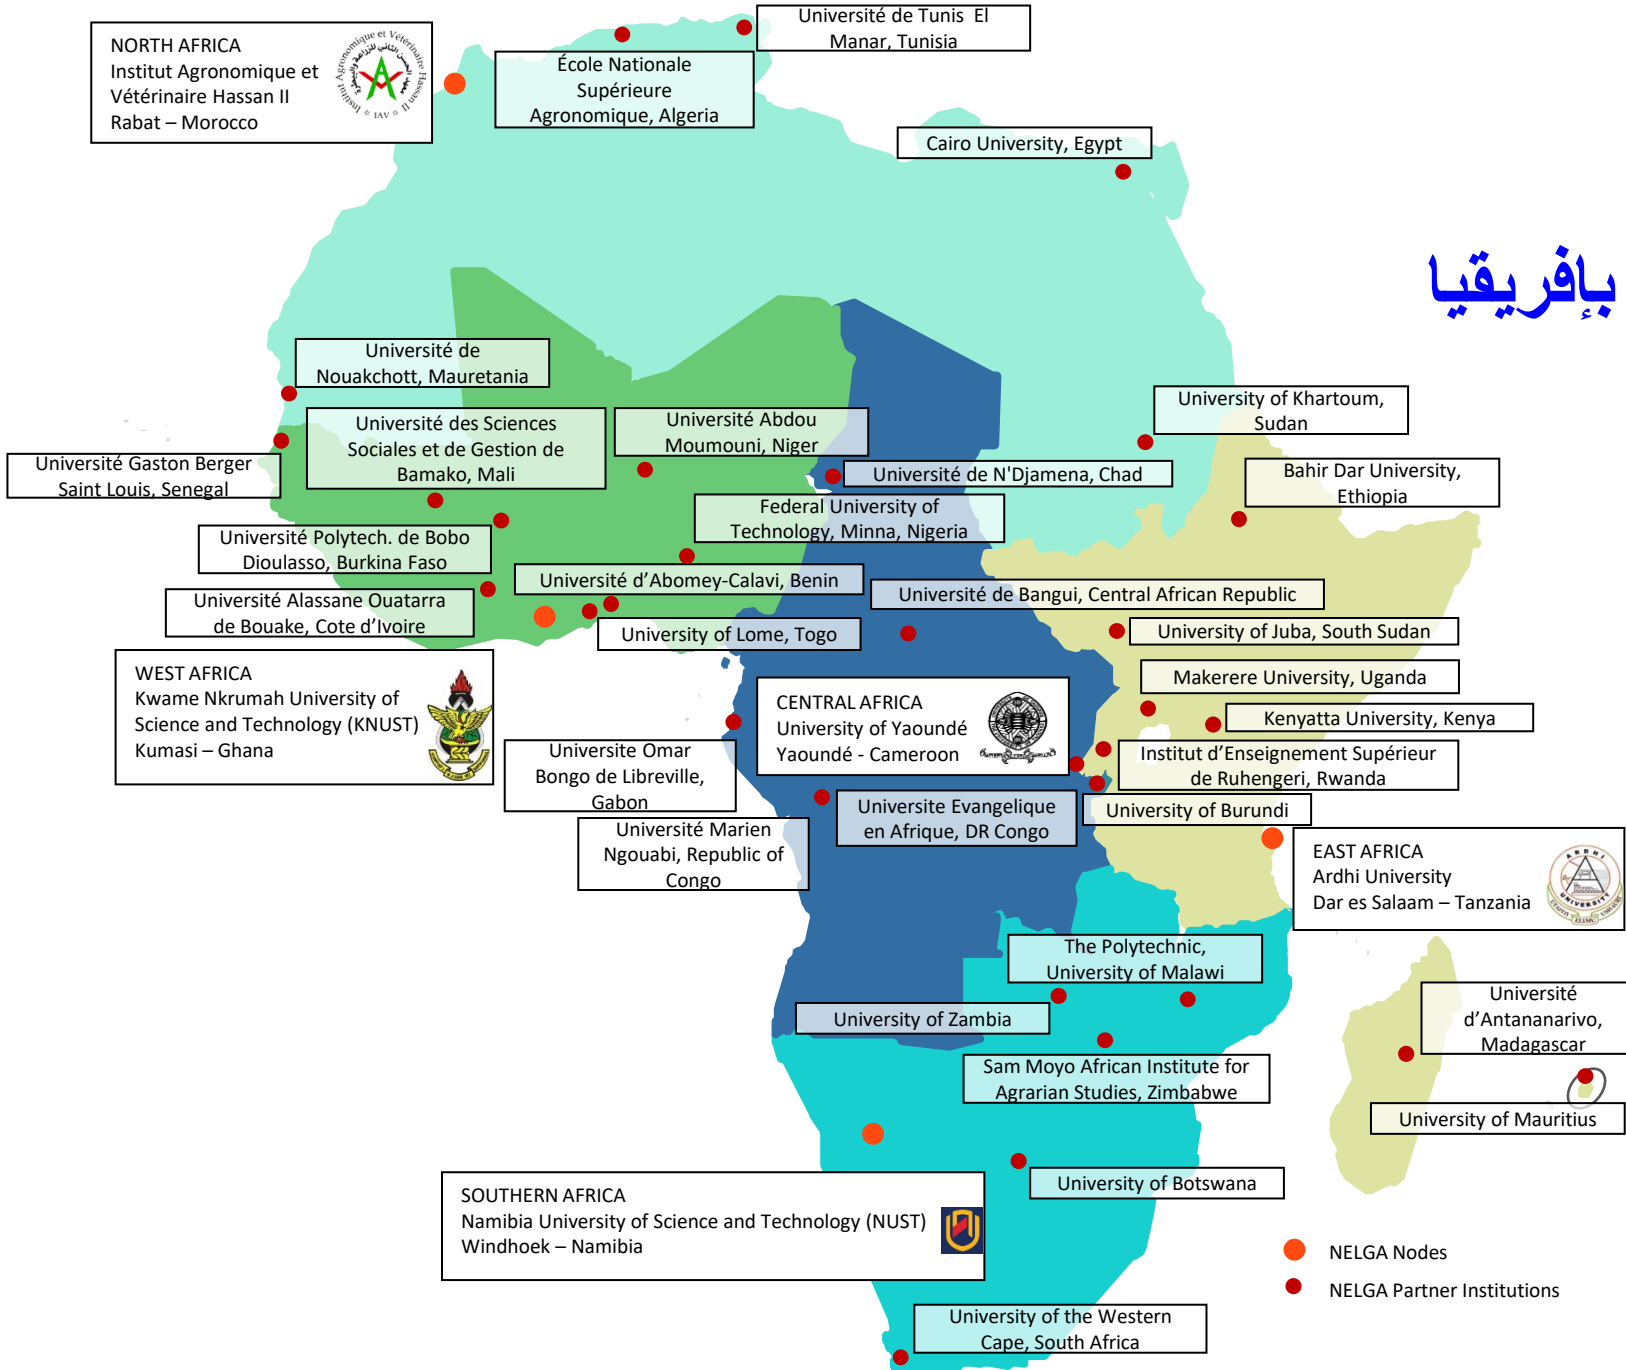 Université de Tunis El
Manar, Tunisia
NORTH AFRICA
Institut Agronomique et
Vétérinaire Hassan II
Rabat – Morocco
Institut Agronomique et Vétérinaire Hassan II
IAV
École Nationale
Supérieure
Agronomique, Algeria
Cairo University, Egypt
بإفريقيا
Université de
Nouakchott, Mauretania
University of Khartoum,
Sudan
Université des Sciences
Sociales et de Gestion de
Bamako, Mali
Université Abdou
Moumouni, Niger
Université Gaston Berger
Saint Louis, Senegal
Université de N'Djamena, Chad
Bahir Dar University,
Ethiopia
Federal University of
Technology, Minna, Nigeria
Université Polytech. de Bobo
Dioulasso, Burkina Faso
Université d’Abomey-Calavi, Benin
Université de Bangui, Central African Republic
Université Alassane Ouatarra
de Bouake, Cote d’Ivoire
University of Lome, Togo
University of Juba, South Sudan
WEST AFRICA
Kwame Nkrumah University of
Science and Technology (KNUST)
Kumasi – Ghana
Makerere University, Uganda
CENTRAL AFRICA
University of Yaoundé
Yaoundé - Cameroon
Kenyatta University, Kenya
Universite Omar
Bongo de Libreville,
Gabon
Institut d’Enseignement Supérieur
de Ruhengeri, Rwanda
Universite Evangelique
en Afrique, DR Congo
University of Burundi
Université Marien
Ngouabi, Republic of
Congo
EAST AFRICA
Ardhi University
Dar es Salaam – Tanzania
ARDHI
UNIVERSITY
The Polytechnic,
University of Malawi
University of Zambia
Université
d’Antananarivo,
Madagascar
Sam Moyo African Institute for
Agrarian Studies, Zimbabwe
University of Mauritius
University of Botswana
SOUTHERN AFRICA
Namibia University of Science and Technology (NUST)
Windhoek – Namibia
NELGA Nodes
NELGA Partner Institutions
University of the Western
Cape, South Africa